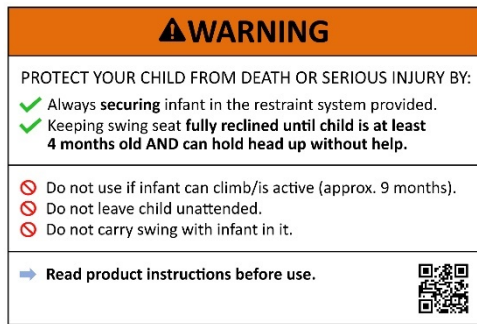 WARNING
PROTECT YOUR CHILD FROM DEATH OR SERIOUS INJURY BY:
Always securing infant in the restraint system provided.
Keeping swing seat fully reclined until child is at least
4 months old AND can hold head up without help.
Do not use if infant can climb/is active (approx. 9 months).
Do not leave child unattended.
Do not carry swing with infant in it.
Read product instructions before use.